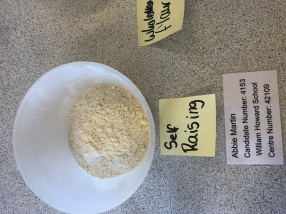 Wholemeal
Flour
Self
Raising
Abbie Martin
Candidate Number: 4153
William Howard School
Centre Number: 42109